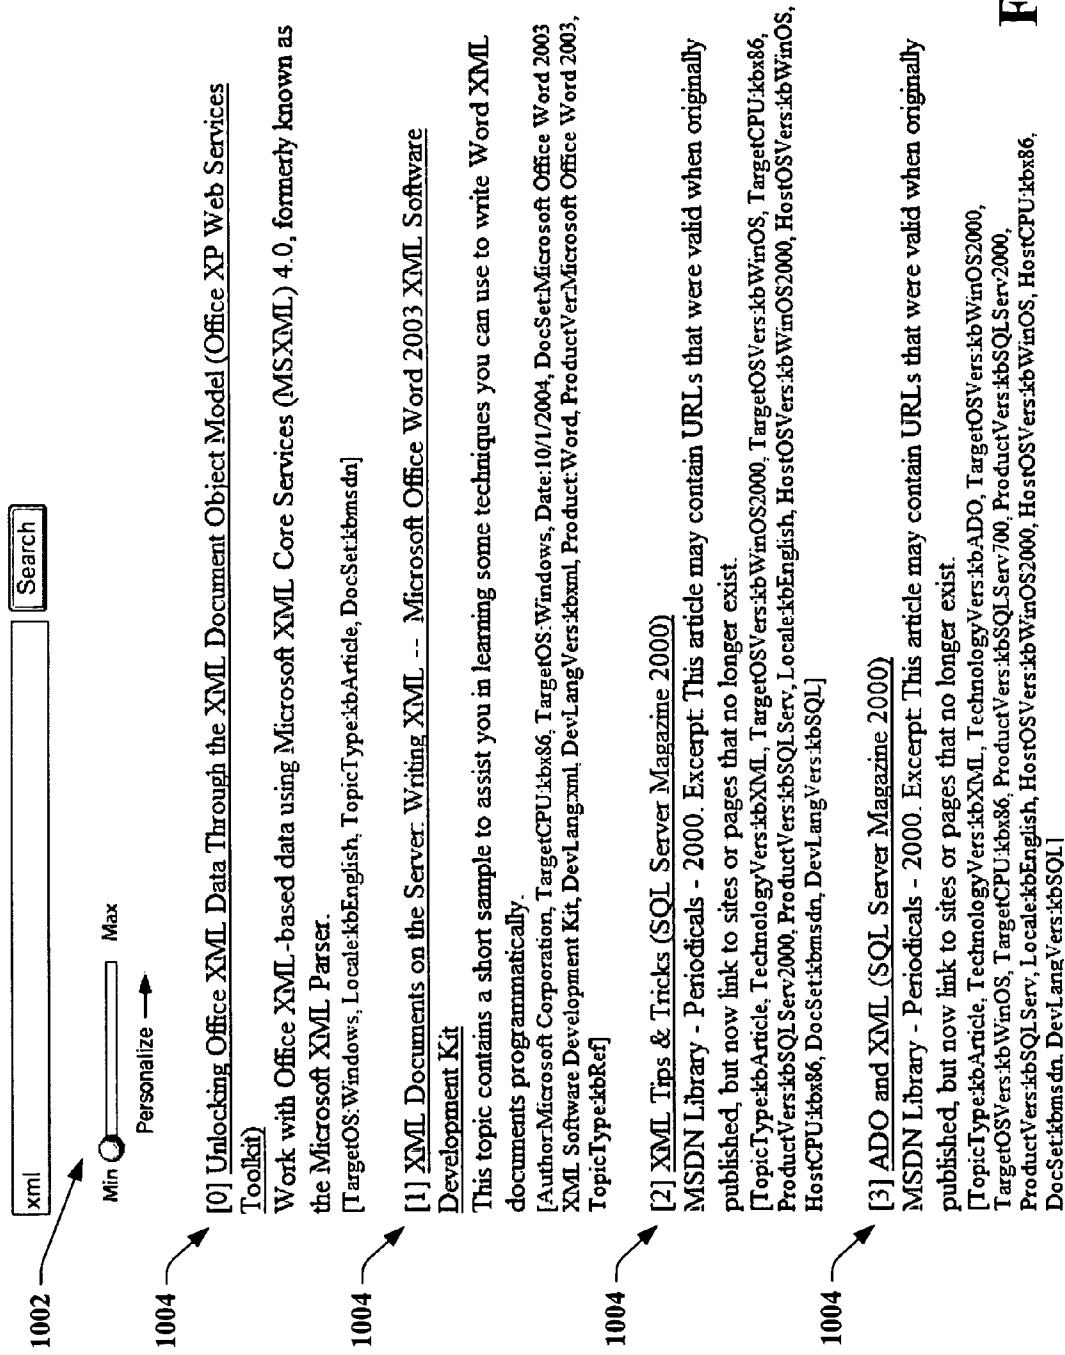 xml Search
1002
Min Max
Personalize
1004
[0] Unlocking Office XML Data Through the XML Document Object Model (Office XP Web Services
Toolkit)
Work with Office XML-based data using Microsoft XML Core Services (MSXML) 4.0, formerly known as
the Microsoft XML Parser.
[TargetOS:Windows, Locale:kbEnglish, TopicType:kbArticle, DocSet:kbmsdn]
1004
[1] XML Documents on the Server: Writing XML -- Microsoft Office Word 2003 XML Software
Development Kit
This topic contains a short sample to assist you in learning some techniques you can use to write Word XML
documents programmatically.
[Author:Microsoft Corporation, TargetCPU:kbx86, TargetOS:Windows, Date:10/1/2004, DocSet:Microsoft Office Word 2003
XML Software Development Kit, DevLang:xml, DevLangVers:kbxml, Product:Word, ProductVer:Microsoft Office Word 2003,
TopicType:kbRef]
1004
[2] XML Tips & Tricks (SQL Server Magazine 2000)
MSDN Library - Periodicals - 2000. Excerpt: This article may contain URLs that were valid when originally
published, but now link to sites or pages that no longer exist.
[TopicType:kbArticle, TechnologyVers:kbXML, TargetOSVers:kbWinOS2000, TargetOSVers:kbWinOS, TargetCPU:kbx86,
ProductVers:kbSQLServ2000, ProductVers:kbSQLServ, Locale:kbEnglish, HostOSVers:kbWinOS2000, HostOSVers:kbWinOS,
HostCPU:kbx86, DocSet:kbmsdn, DevLangVers:kbSQL]
1004
[3] ADO and XML (SQL Server Magazine 2000)
MSDN Library - Periodicals - 2000. Excerpt: This article may contain URLs that were valid when originally
published, but now link to sites or pages that no longer exist.
[TopicType:kbArticle, TechnologyVers:kbXML, TechnologyVers:kbADO, TargetOSVers:kbWinOS2000,
TargetOSVers:kbWinOS, TargetCPU:kbx86, ProductVers:kbSQLServ700, ProductVers:kbSQLServ2000,
ProductVers:kbSQLServ, Locale:kbEnglish, HostOSVers:kbWinOS2000, HostOSVers:kbWinOS, HostCPU:kbx86,
DocSet:kbmsdn, DevLangVers:kbSQL]